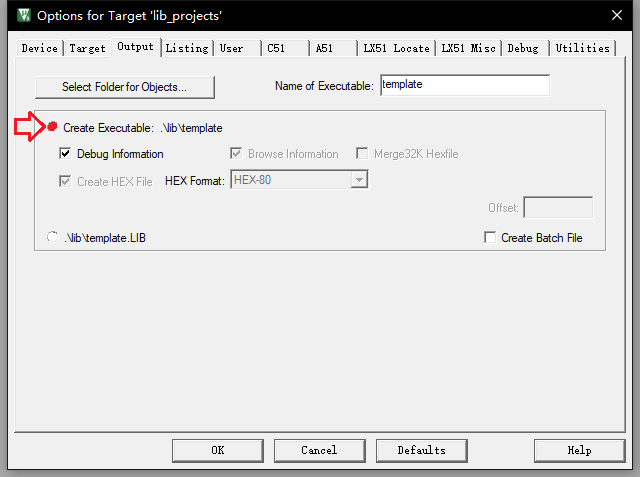 Options for Target 'lib_projects'
Device Target Output Listing User C51 A51 LX51 Locate LX51 Misc Debug Utilities
Select Folder for Objects... Name of Executable: template
Create Executable: .\lib\template
Debug Information Browse Information Merge32K Hexfile
Create HEX File HEX Format: HEX-80
Offset:
.\lib\template.LIB Create Batch File
OK Cancel Defaults Help